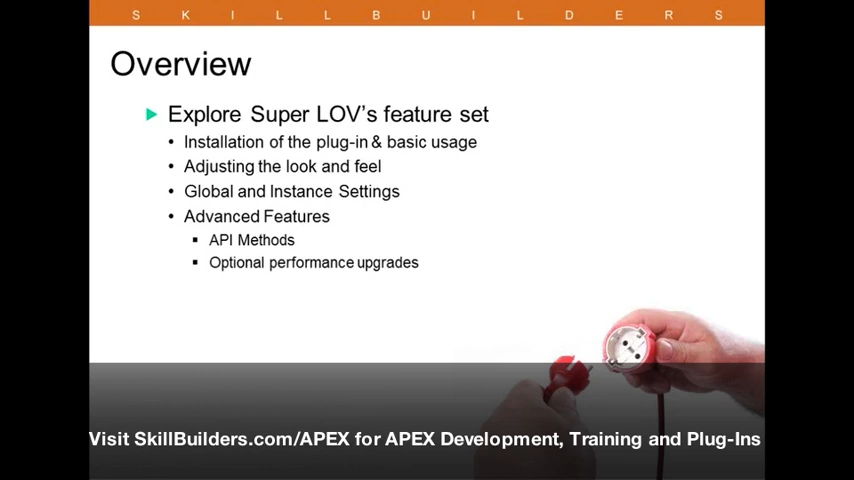 S K I L L B U I L D E R S
Overview
Explore Super LOV's feature set
• Installation of the plug-in & basic usage
• Adjusting the look and feel
• Global and Instance Settings
• Advanced Features
▪ API Methods
▪ Optional performance upgrades
Visit SkillBuilders.com/APEX for APEX Development, Training and Plug-Ins